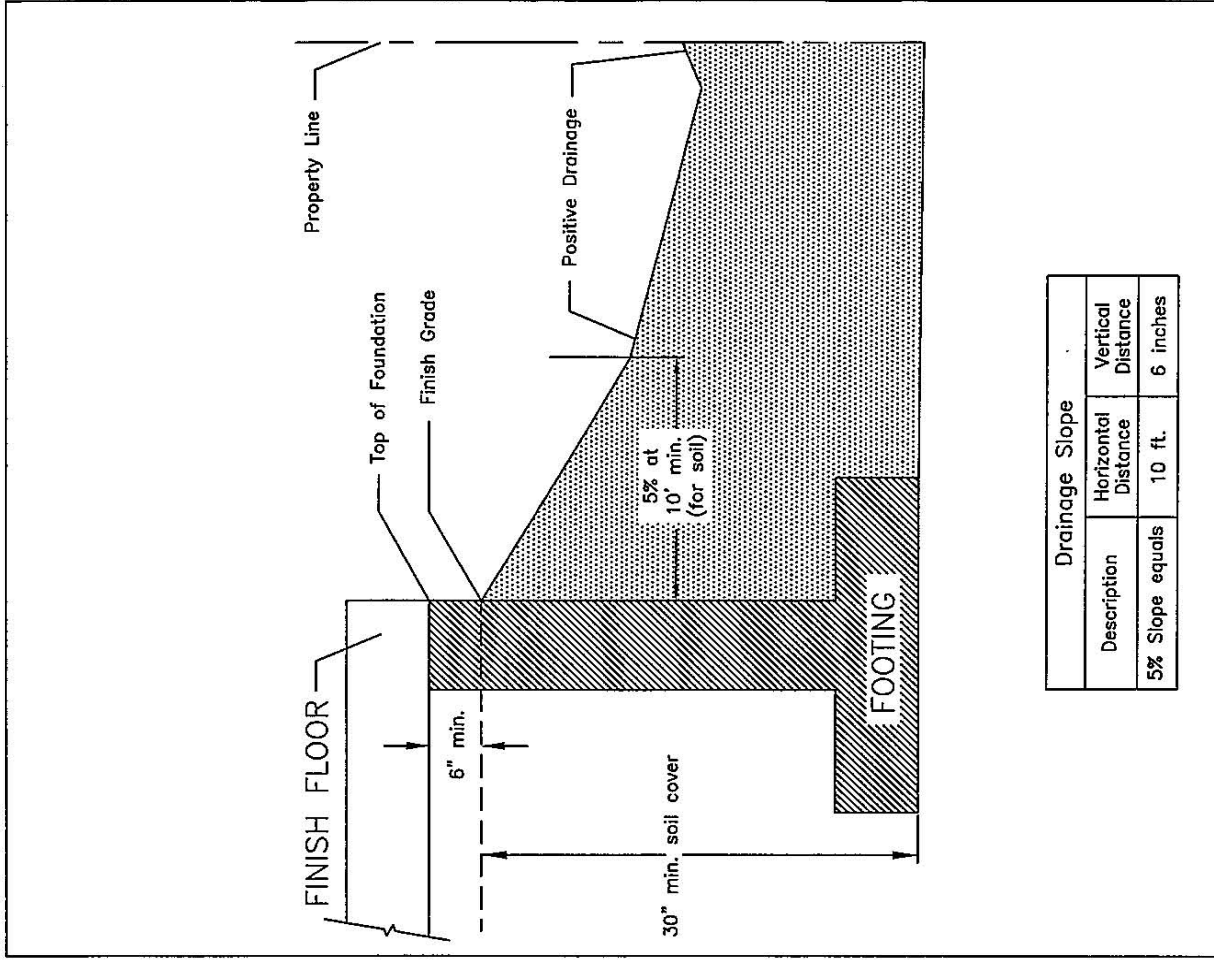 Property Line
Top of Foundation
Finish Grade
FINISH FLOOR
6" min.
Positive Drainage
5% at
10' min.
(for soil)
30" min. soil cover
FOOTING
Drainage Slope
Description
Horizontal
Distance
Vertical
Distance
5% Slope equals
10 ft.
6 inches